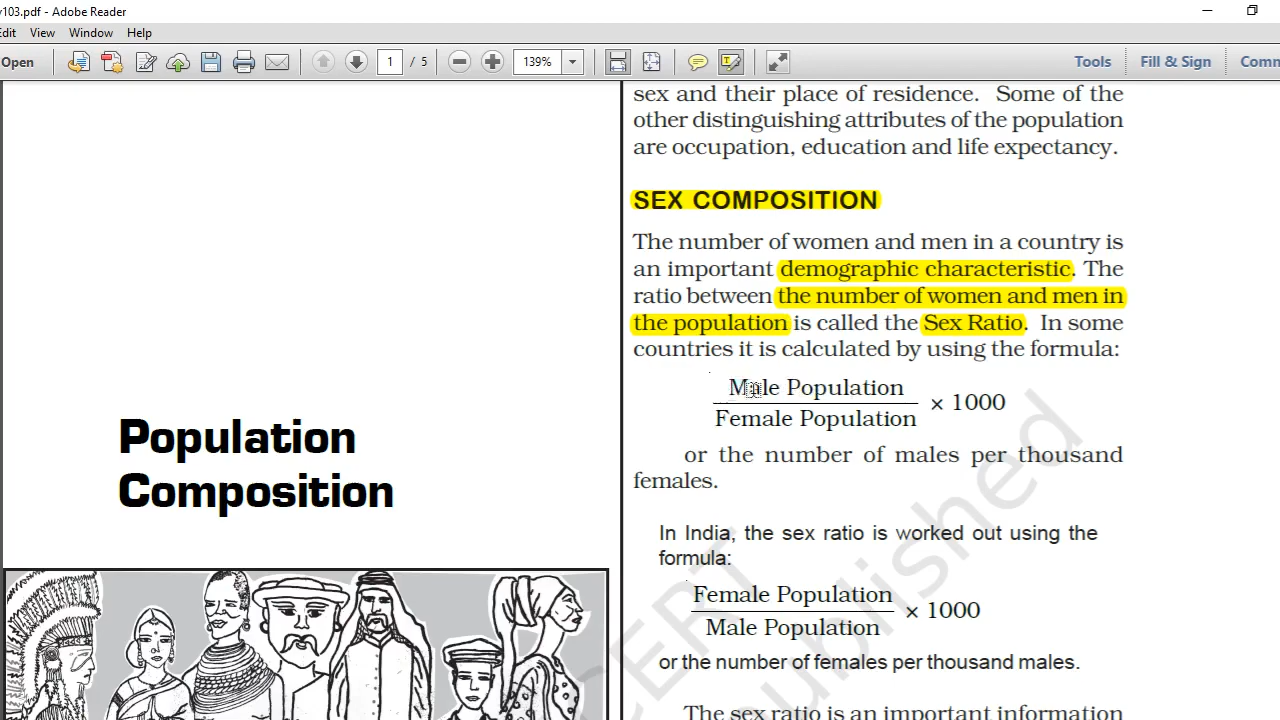 y103.pdf - Adobe Reader
Edit View Window Help
Open 1 / 5 139% Tools Fill & Sign Comm
sex and their place of residence. Some of the
other distinguishing attributes of the population
are occupation, education and life expectancy.
SEX COMPOSITION
The number of women and men in a country is
an important demographic characteristic. The
ratio between the number of women and men in
the population is called the Sex Ratio. In some
countries it is calculated by using the formula:
Male Population
Female Population
× 1000
or the number of males per thousand
females.
In India, the sex ratio is worked out using the
formula:
Female Population
Male Population
× 1000
or the number of females per thousand males.
The sex ratio is an important information
Population
Composition